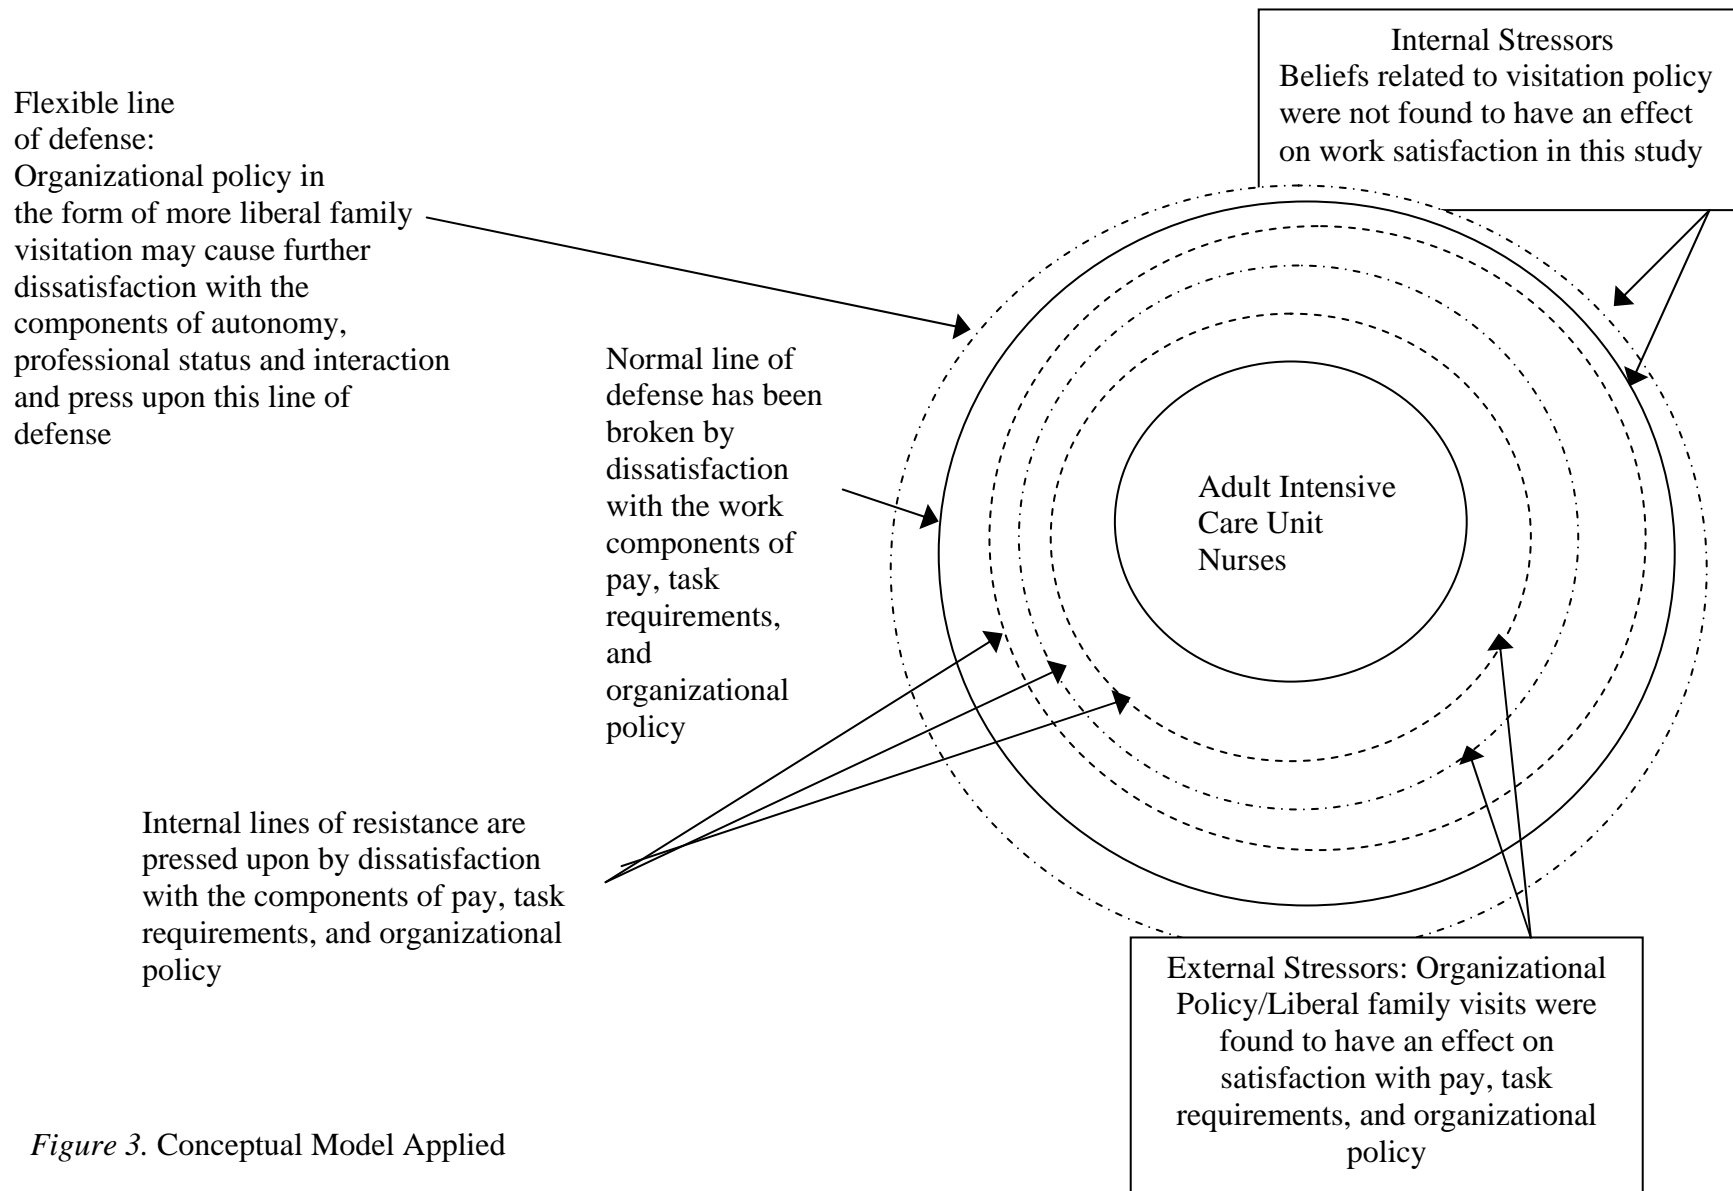 Internal Stressors
Beliefs related to visitation policy
were not found to have an effect
on work satisfaction in this study
Flexible line
of defense:
Organizational policy in
the form of more liberal family
visitation may cause further
dissatisfaction with the
components of autonomy,
professional status and interaction
and press upon this line of
defense
Normal line of
defense has been
broken by
dissatisfaction
with the work
components of
pay, task
requirements,
and
organizational
policy
Adult Intensive
Care Unit
Nurses
Internal lines of resistance are
pressed upon by dissatisfaction
with the components of pay, task
requirements, and organizational
policy
External Stressors: Organizational
Policy/Liberal family visits were
found to have an effect on
satisfaction with pay, task
requirements, and organizational
policy
Figure 3. Conceptual Model Applied